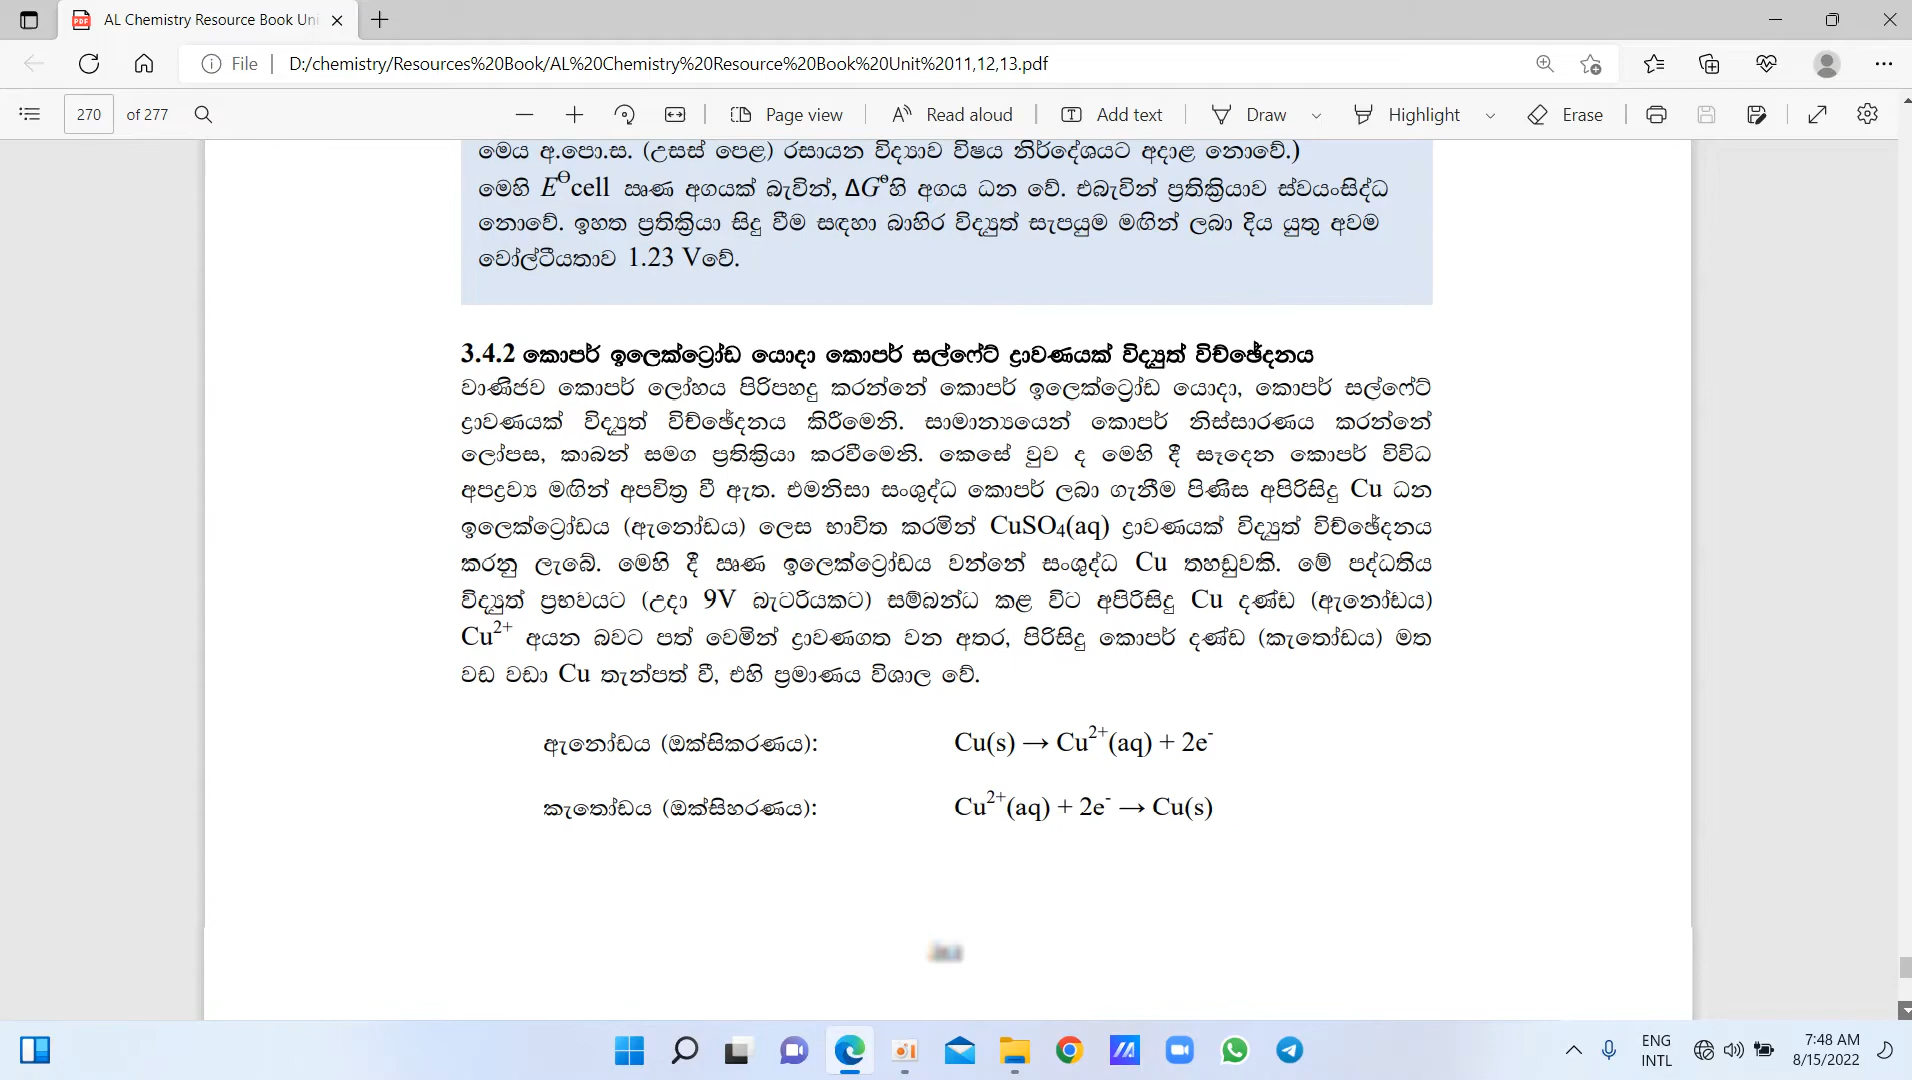 AL Chemistry Resource Book Uni
File D:/chemistry/Resources%20Book/AL%20Chemistry%20Resource%20Book%20Unit%2011,12,13.pdf
270 of 277 Page view Read aloud Add text Draw Highlight Erase
මෙය අ.පො.ස. (උසස් පෙළ) රසායන විද්‍යාව විෂය නිර්දේශයට අදාළ නොවේ.)
මෙහි E⊖cell සෘණ අගයක් බැවින්, ΔG⊖හි අගය ධන වේ. එබැවින් ප්‍රතික්‍රියාව ස්වයංසිද්ධ
නොවේ. ඉහත ප්‍රතික්‍රියා සිදු වීම සඳහා බාහිර විද්‍යුත් සැපයුම මඟින් ලබා දිය යුතු අවම
වෝල්ටීයතාව 1.23 Vවේ.
3.4.2 කොපර් ඉලෙක්ට්‍රෝඩ යොදා කොපර් සල්ෆේට් ද්‍රාවණයක් විද්‍යුත් විච්ඡේදනය
වාණිජව කොපර් ලෝහය පිරිපහදු කරන්නේ කොපර් ඉලෙක්ට්‍රෝඩ යොදා, කොපර් සල්ෆේට්
ද්‍රාවණයක් විද්‍යුත් විච්ඡේදනය කිරීමෙනි. සාමාන්‍යයෙන් කොපර් නිස්සාරණය කරන්නේ
ලෝපස, කාබන් සමග ප්‍රතික්‍රියා කරවීමෙනි. කෙසේ වුව ද මෙහි දී සෑදෙන කොපර් විවිධ
අපද්‍රව්‍ය මඟින් අපවිත්‍ර වී ඇත. එමනිසා සංශුද්ධ කොපර් ලබා ගැනීම පිණිස අපිරිසිදු Cu ධන
ඉලෙක්ට්‍රෝඩය (ඇනෝඩය) ලෙස භාවිත කරමින් CuSO₄(aq) ද්‍රාවණයක් විද්‍යුත් විච්ඡේදනය
කරනු ලැබේ. මෙහි දී සෘණ ඉලෙක්ට්‍රෝඩය වන්නේ සංශුද්ධ Cu තහඩුවකි. මේ පද්ධතිය
විද්‍යුත් ප්‍රභවයට (උදා 9V බැටරියකට) සම්බන්ධ කළ විට අපිරිසිදු Cu දණ්ඩ (ඇනෝඩය)
Cu²⁺ අයන බවට පත් වෙමින් ද්‍රාවණගත වන අතර, පිරිසිදු කොපර් දණ්ඩ (කැතෝඩය) මත
වඩ වඩා Cu තැන්පත් වී, එහි ප්‍රමාණය විශාල වේ.
ඇනෝඩය (ඔක්සිකරණය): Cu(s) → Cu²⁺(aq) + 2e⁻
කැතෝඩය (ඔක්සිහරණය): Cu²⁺(aq) + 2e⁻ → Cu(s)
ENG
INTL
7:48 AM
8/15/2022